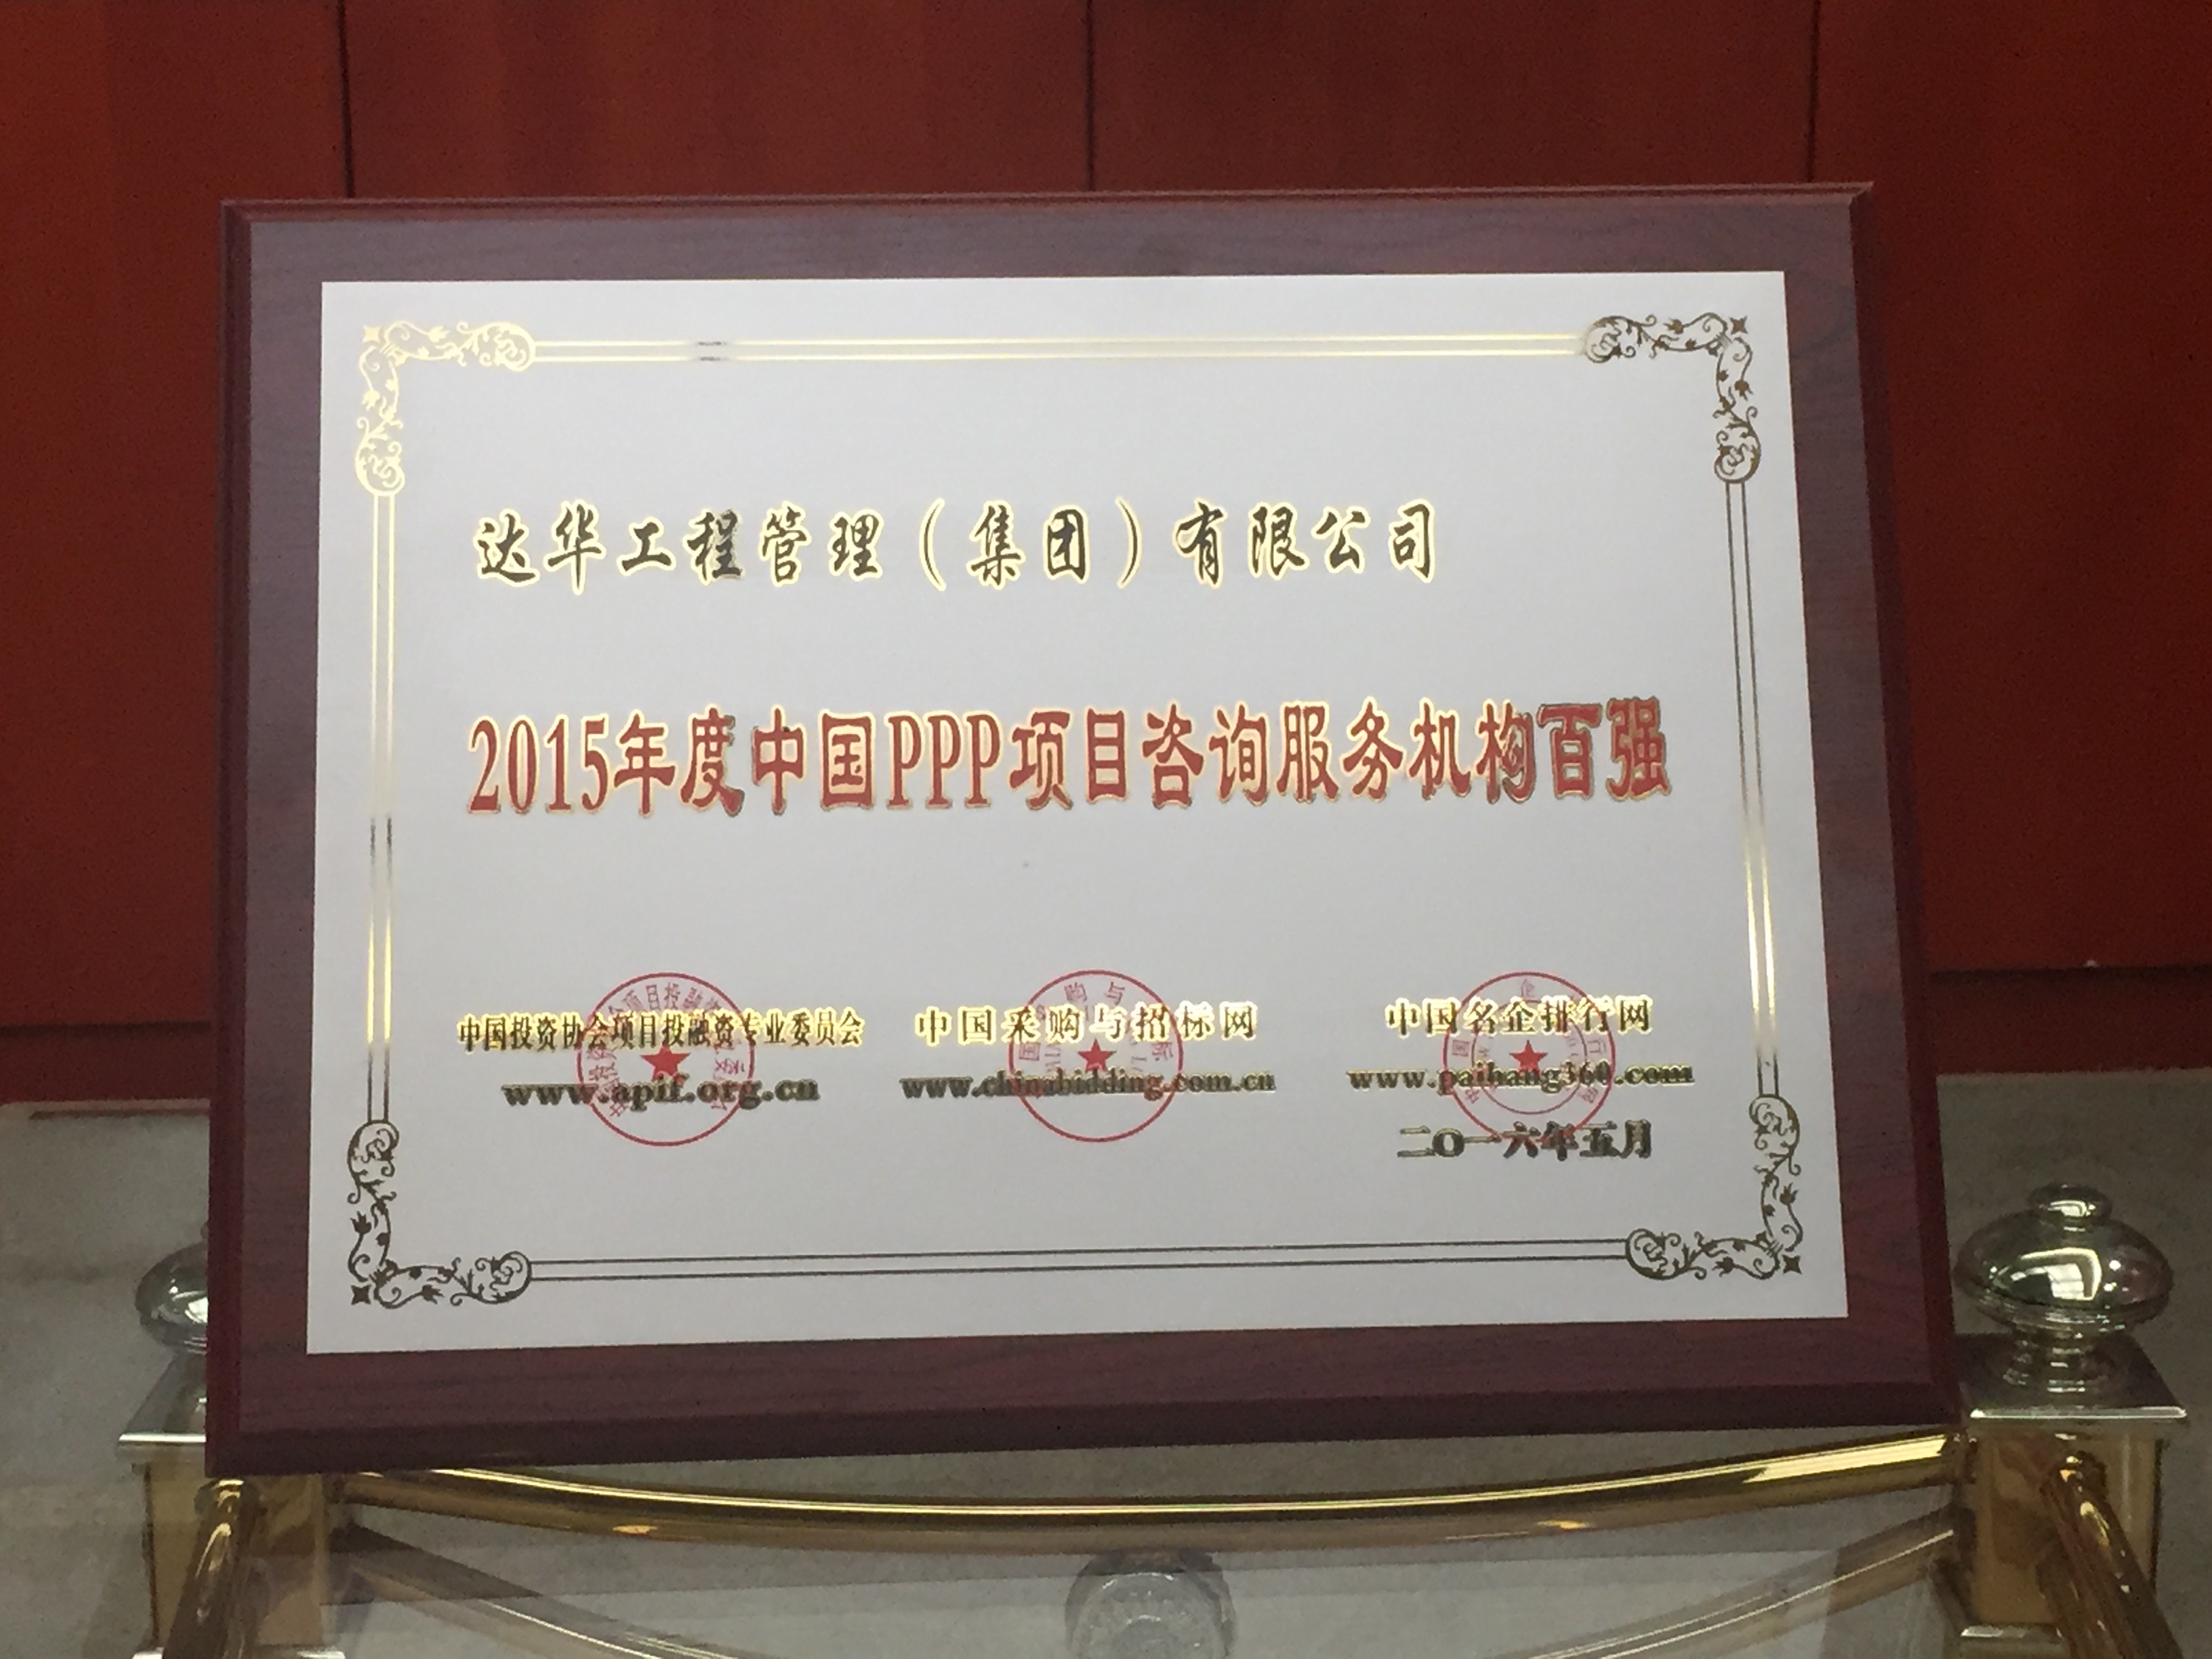 达华工程管理（集团）有限公司
2015年度中国PPP项目咨询服务机构百强
中国投资协会项目投融资专业委员会
www.apif.org.cn
中国采购与招标网
www.chinabidding.com.cn
中国名企排行网
www.paihang360.com
二〇一六年五月